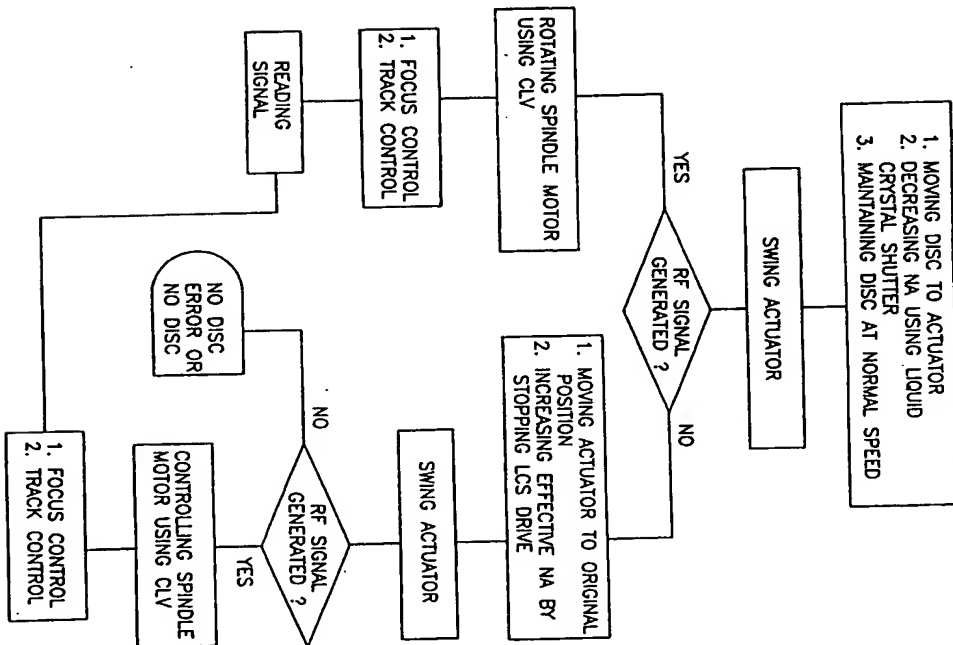 1. MOVING DISC TO ACTUATOR
2. DECREASING NA USING LIQUID
CRYSTAL SHUTTER
3. MAINTAINING DISC AT NORMAL SPEED
SWING ACTUATOR
RF SIGNAL
GENERATED ?
YES
NO
ROTATING SPINDLE MOTOR
USING CLV
1. FOCUS CONTROL
2. TRACK CONTROL
READING
SIGNAL
1. MOVING ACTUATOR TO ORIGINAL
POSITION
2. INCREASING EFFECTIVE NA BY
STOPPING LCS DRIVE
SWING ACTUATOR
RF SIGNAL
GENERATED ?
NO
YES
NO DISC
ERROR OR
NO DISC
CONTROLLING SPINDLE
MOTOR USING CLV
1. FOCUS CONTROL
2. TRACK CONTROL